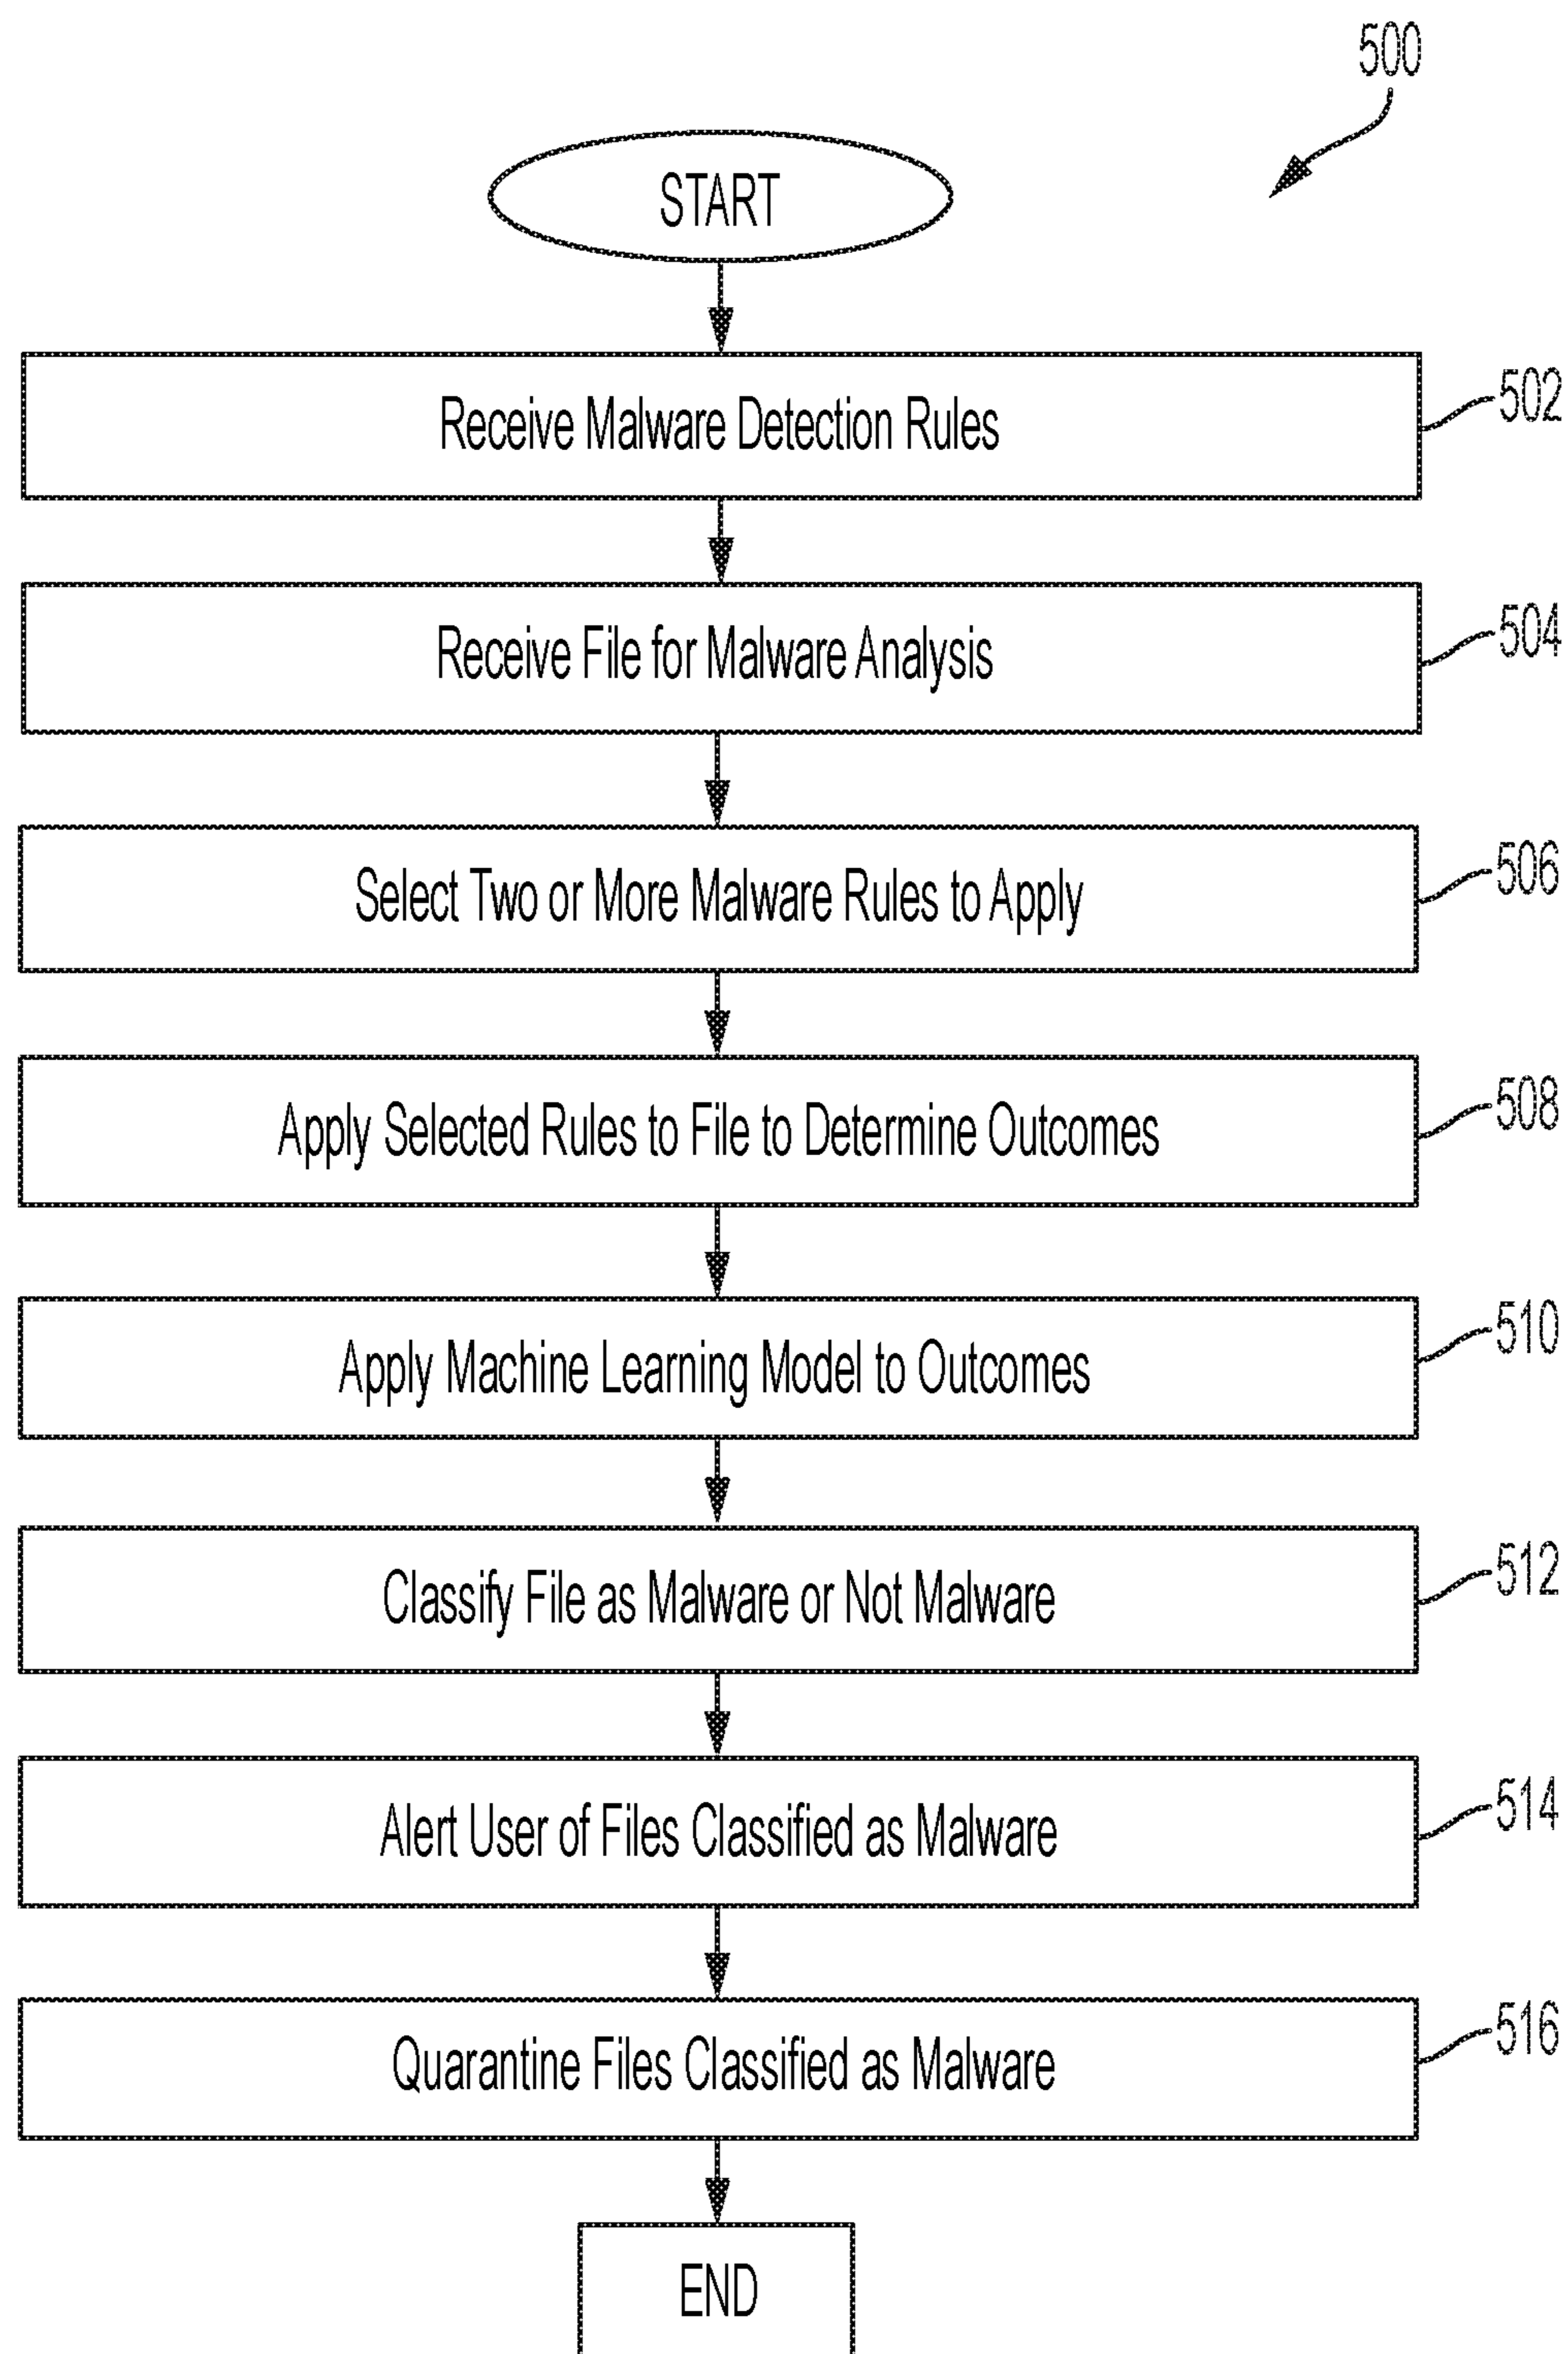 500
START
Receive Malware Detection Rules
502
Receive File for Malware Analysis
504
Select Two or More Malware Rules to Apply
506
Apply Selected Rules to File to Determine Outcomes
508
Apply Machine Learning Model to Outcomes
510
Classify File as Malware or Not Malware
512
Alert User of Files Classified as Malware
514
Quarantine Files Classified as Malware
516
END